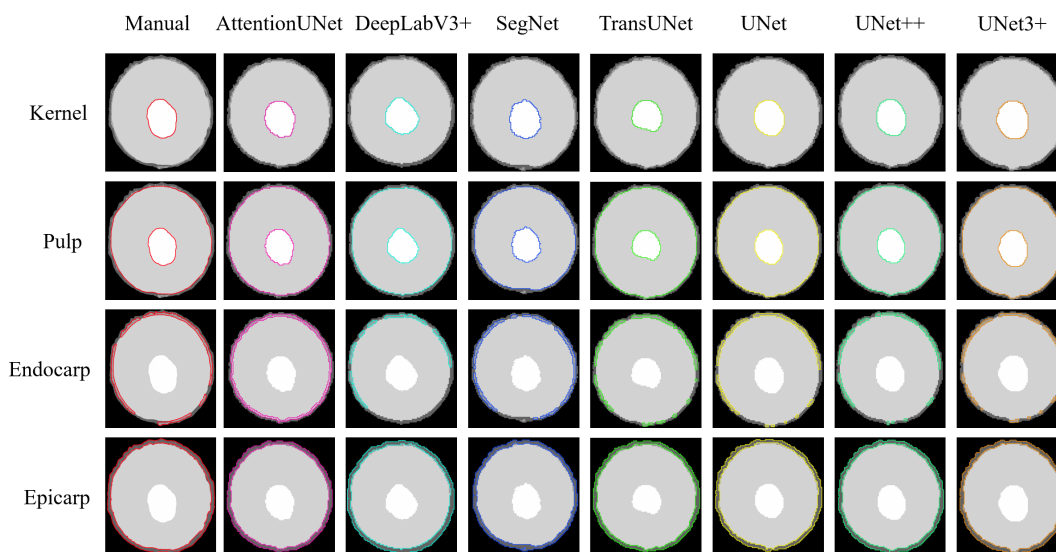 Manual AttentionUNet DeepLabV3+ SegNet TransUNet UNet UNet++ UNet3+
Kernel
Pulp
Endocarp
Epicarp